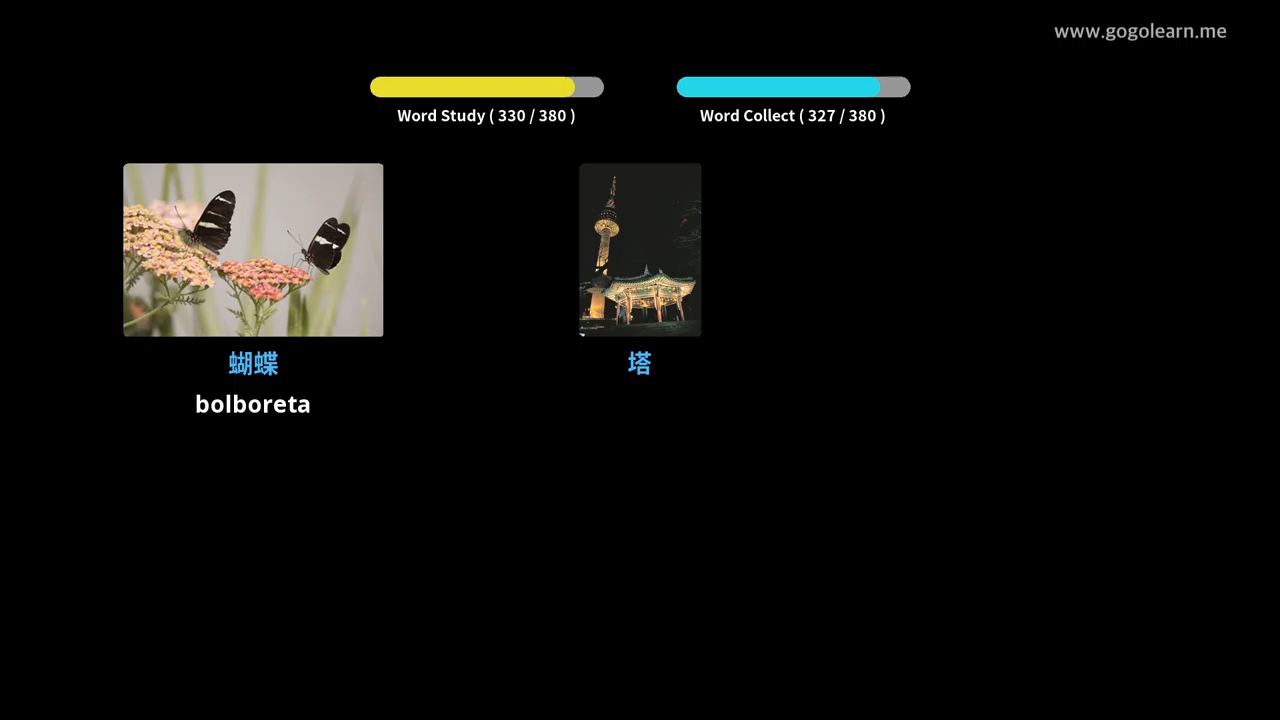 www.gogolearn.me
Word Study ( 330 / 380 )
Word Collect ( 327 / 380 )
蝴蝶
塔
bolboreta